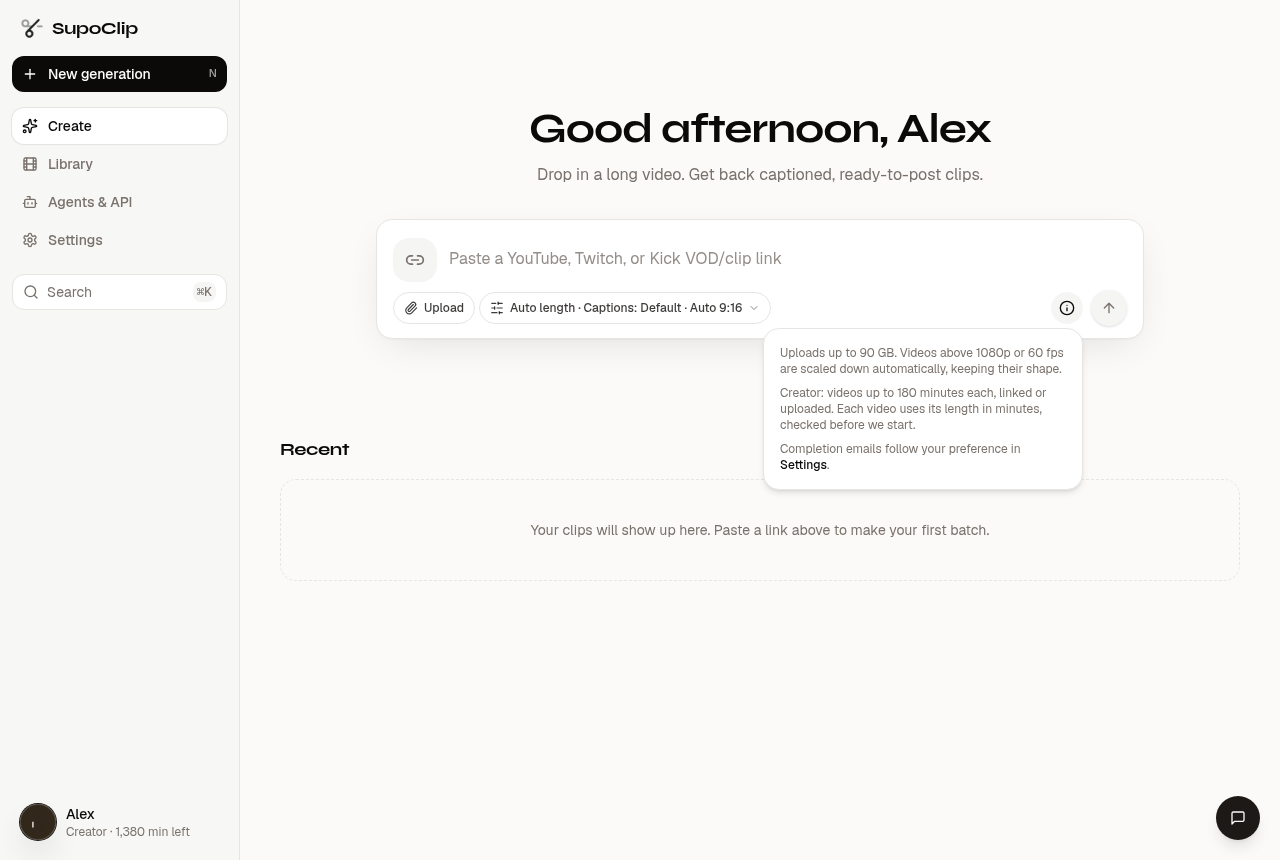 SupoClip
New generation N
Create
Library
Agents & API
Settings
Search ⌘K
Good afternoon, Alex
Drop in a long video. Get back captioned, ready-to-post clips.
Paste a YouTube, Twitch, or Kick VOD/clip link
Upload
Auto length · Captions: Default · Auto 9:16
Uploads up to 90 GB. Videos above 1080p or 60 fps
are scaled down automatically, keeping their shape.
Creator: videos up to 180 minutes each, linked or
uploaded. Each video uses its length in minutes,
checked before we start.
Completion emails follow your preference in
Settings.
Recent
Your clips will show up here. Paste a link above to make your first batch.
Alex
Creator · 1,380 min left